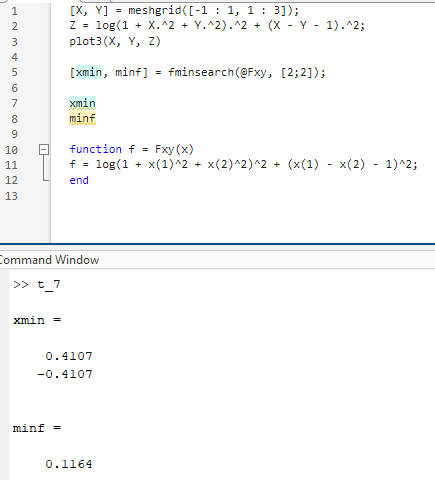 1 [X, Y] = meshgrid([-1 : 1, 1 : 3]);
2 Z = log(1 + X.^2 + Y.^2).^2 + (X - Y - 1).^2;
3 plot3(X, Y, Z)
4
5 [xmin, minf] = fminsearch(@Fxy, [2;2]);
6
7 xmin
8 minf
9
10 function f = Fxy(x)
11 f = log(1 + x(1)^2 + x(2)^2)^2 + (x(1) - x(2) - 1)^2;
12 end
13
Command Window
>> t_7
xmin =
0.4107
-0.4107
minf =
0.1164